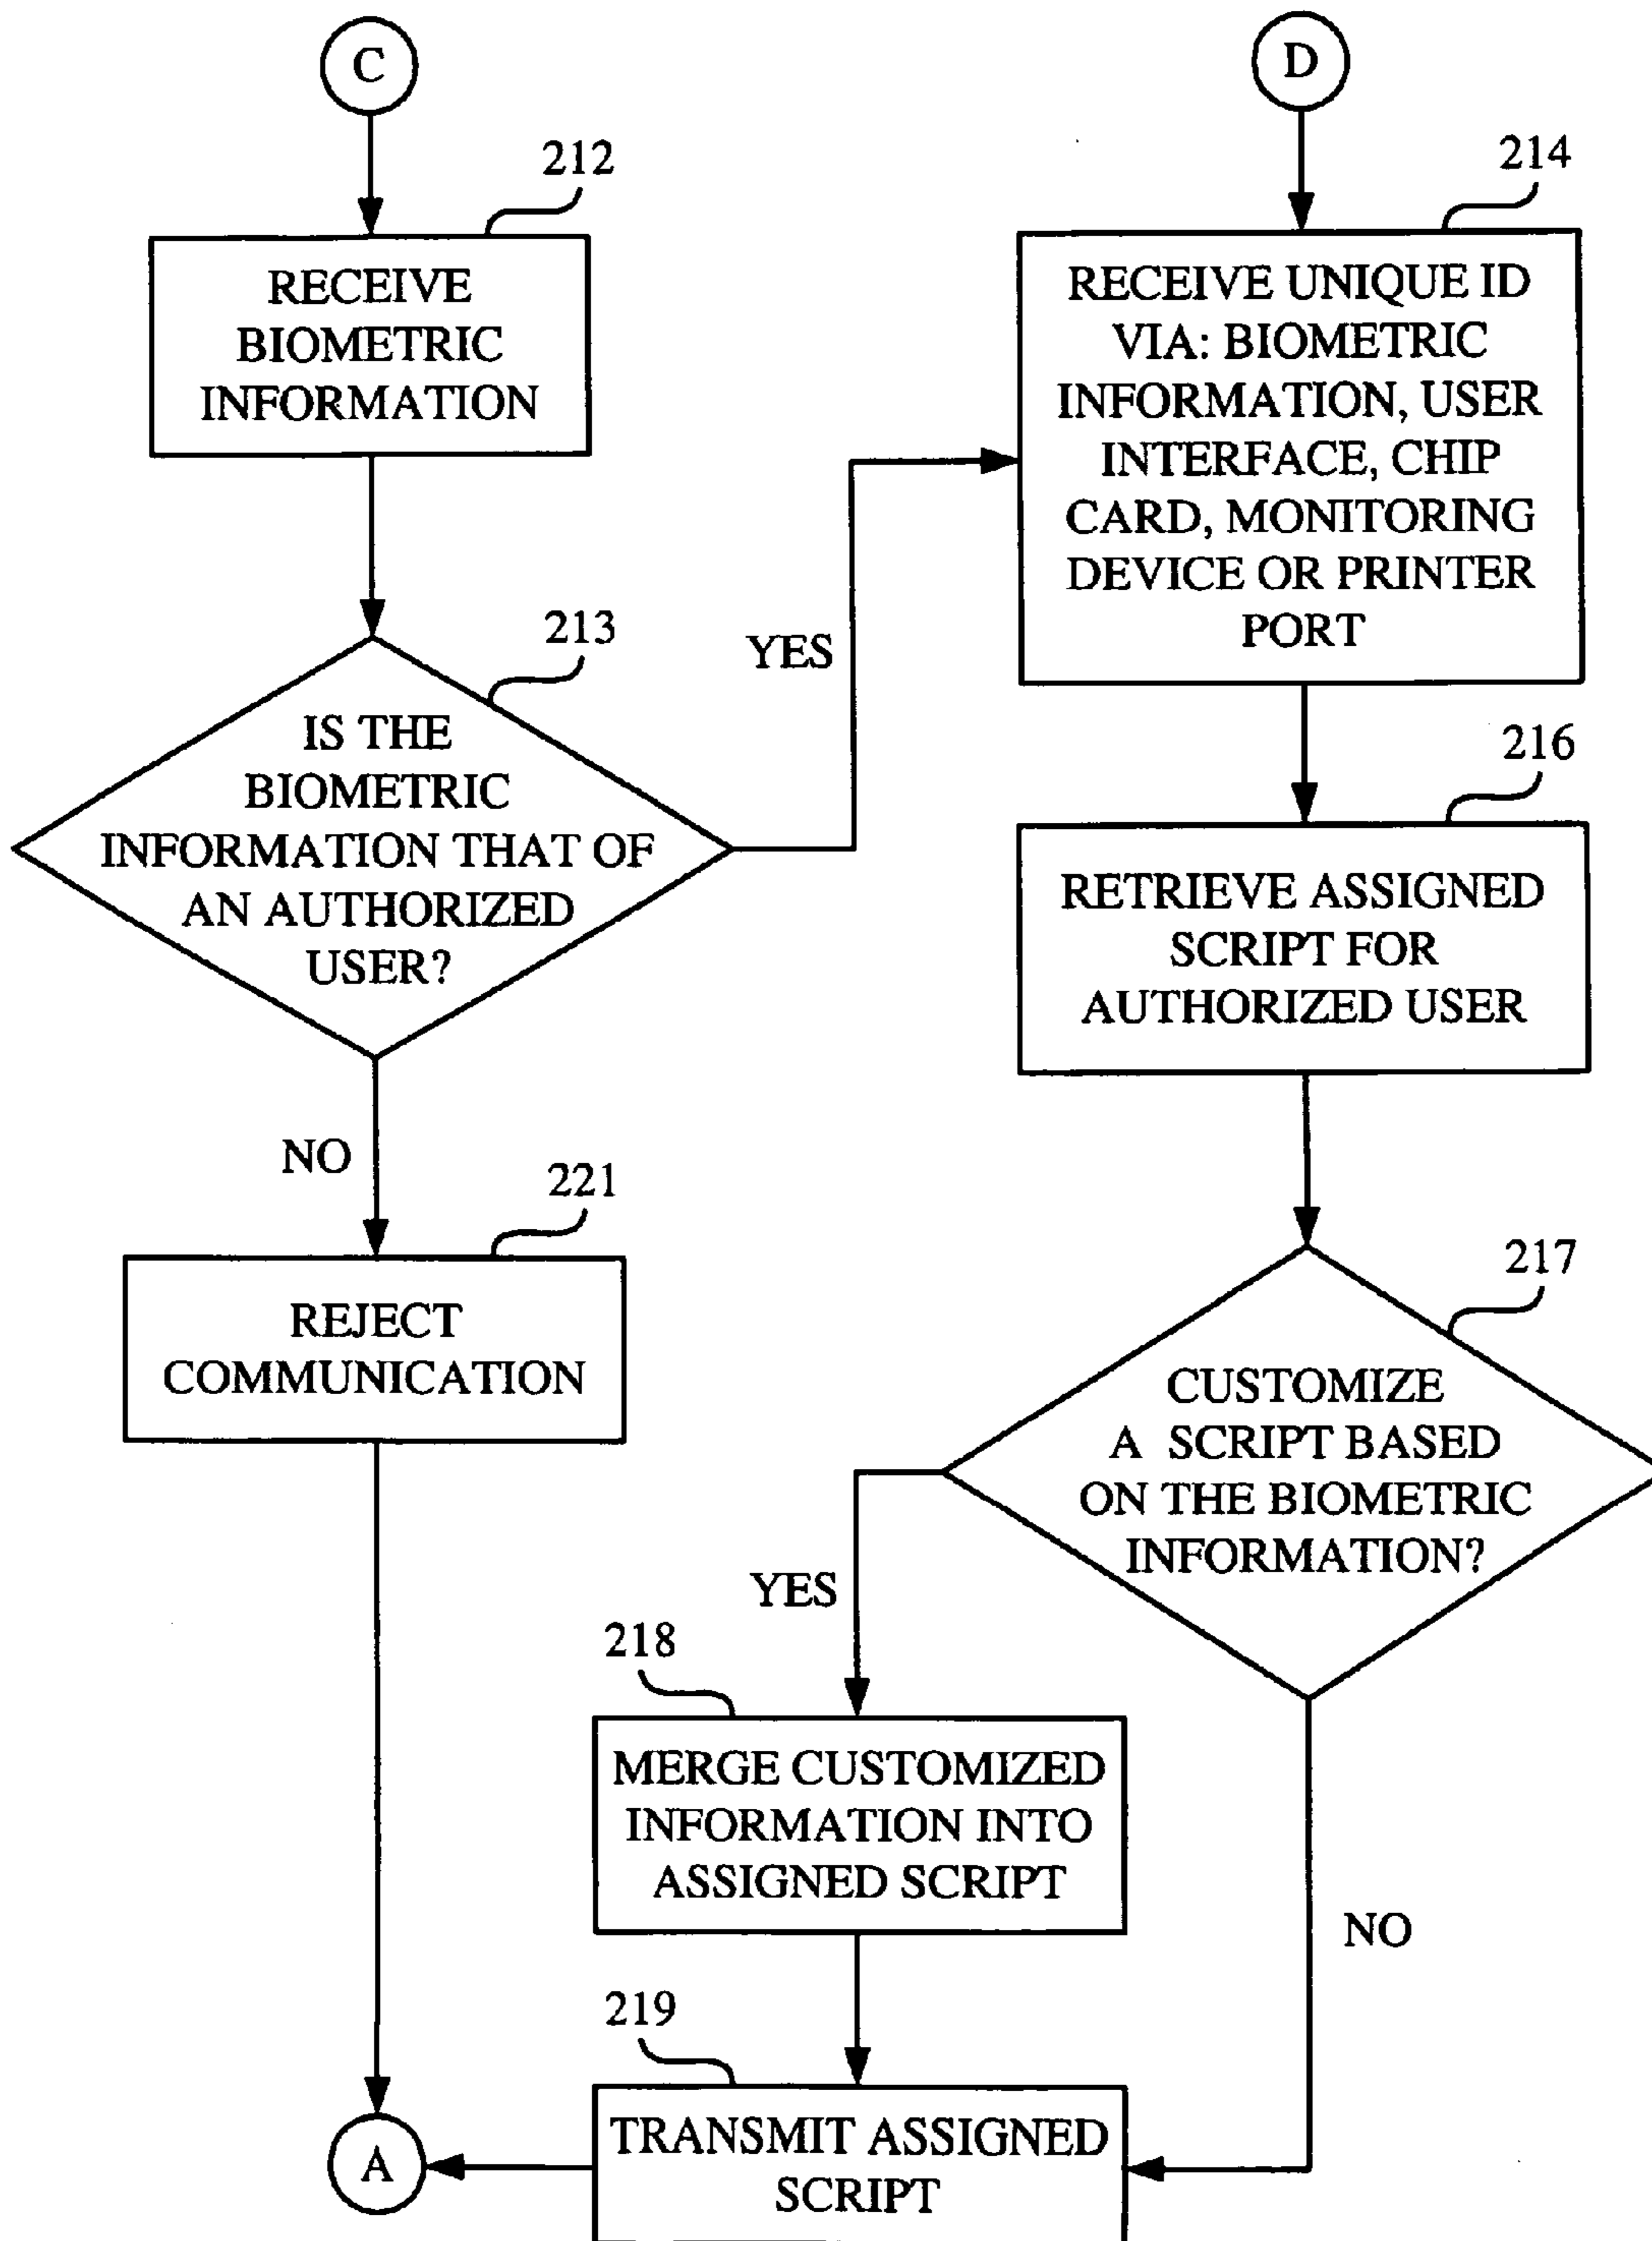 C
212
RECEIVE
BIOMETRIC
INFORMATION
213
IS THE
BIOMETRIC
INFORMATION THAT OF
AN AUTHORIZED
USER?
YES
NO
221
REJECT
COMMUNICATION
D
214
RECEIVE UNIQUE ID
VIA: BIOMETRIC
INFORMATION, USER
INTERFACE, CHIP
CARD, MONITORING
DEVICE OR PRINTER
PORT
216
RETRIEVE ASSIGNED
SCRIPT FOR
AUTHORIZED USER
217
CUSTOMIZE
A SCRIPT BASED
ON THE BIOMETRIC
INFORMATION?
YES
218
MERGE CUSTOMIZED
INFORMATION INTO
ASSIGNED SCRIPT
NO
219
TRANSMIT ASSIGNED
SCRIPT
A